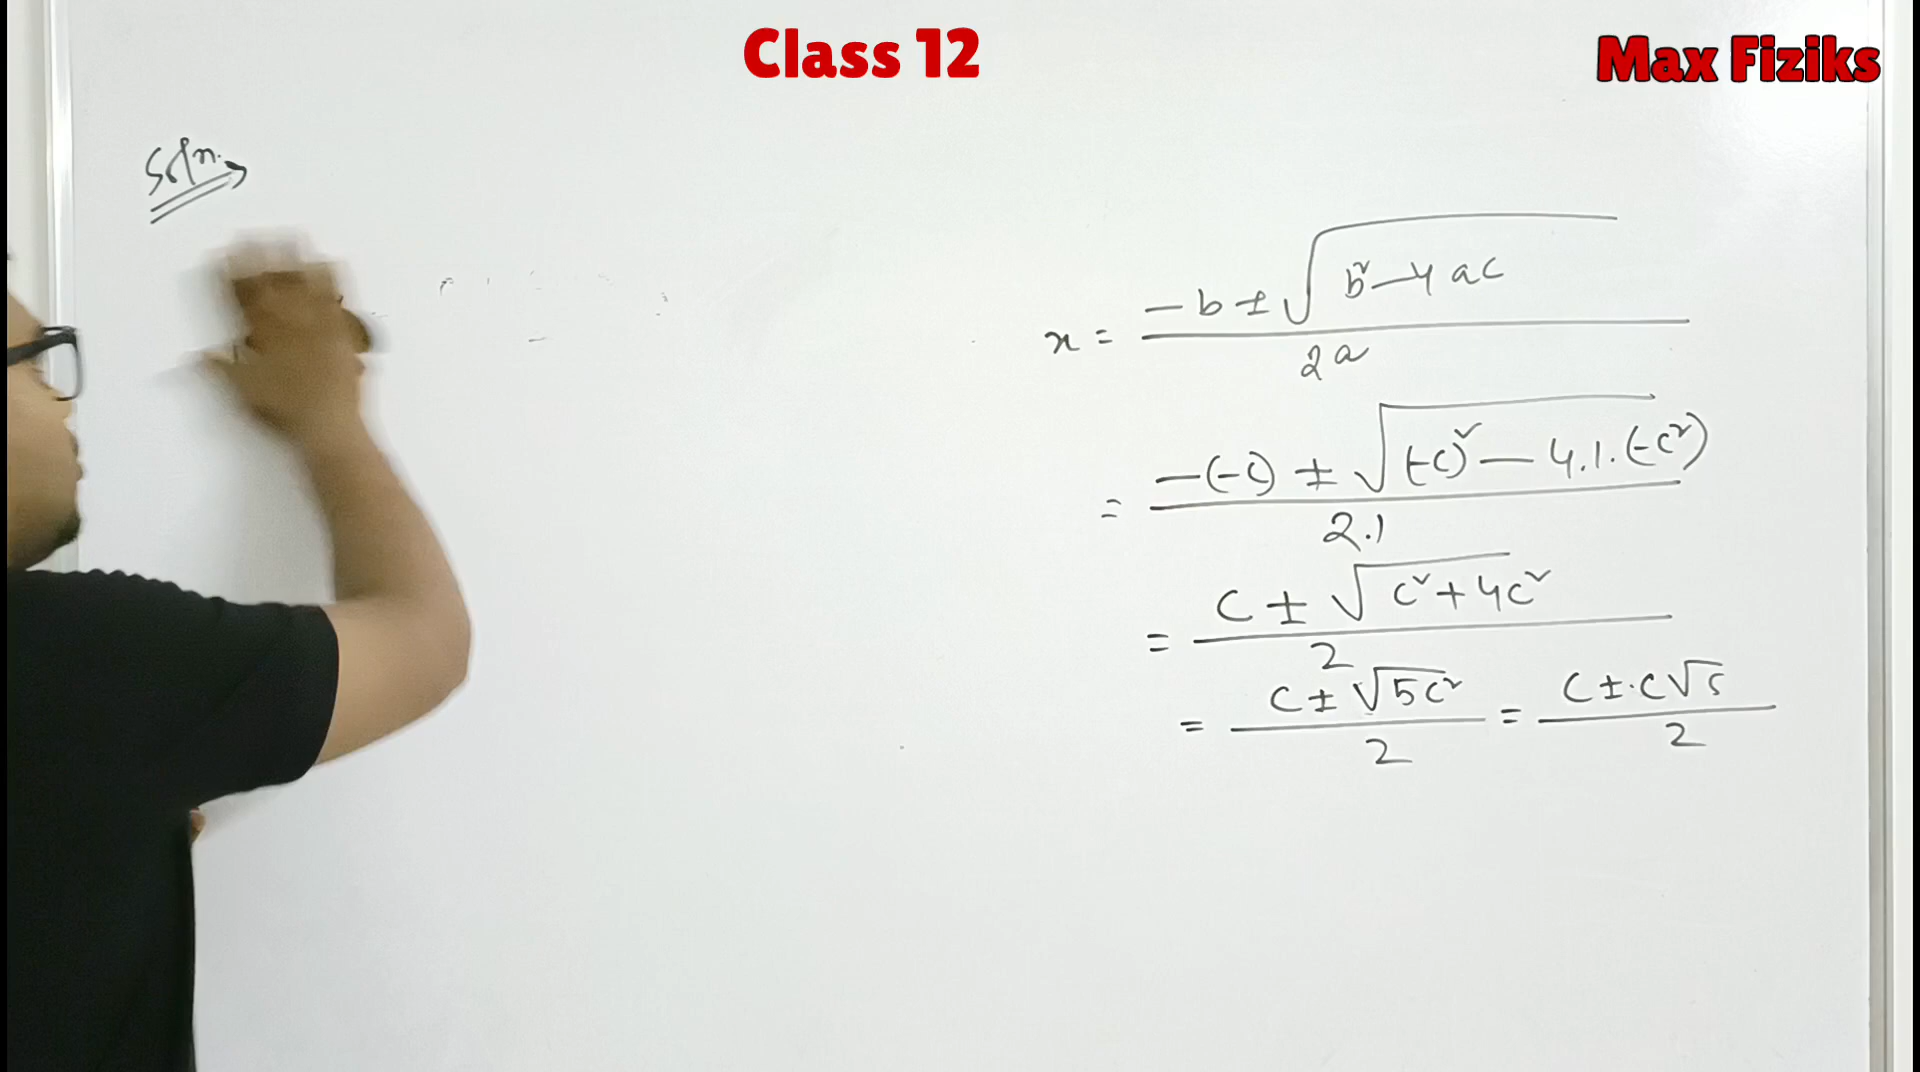 Class 12
Max Fiziks
Soln. →
x = (-b ± √(b² - 4ac)) / 2a
= (-(-c) ± √((-c)² - 4.1.(-c²))) / 2.1
= (c ± √(c² + 4c²)) / 2
= (c ± √(5c²)) / 2 = (c ± c√5) / 2